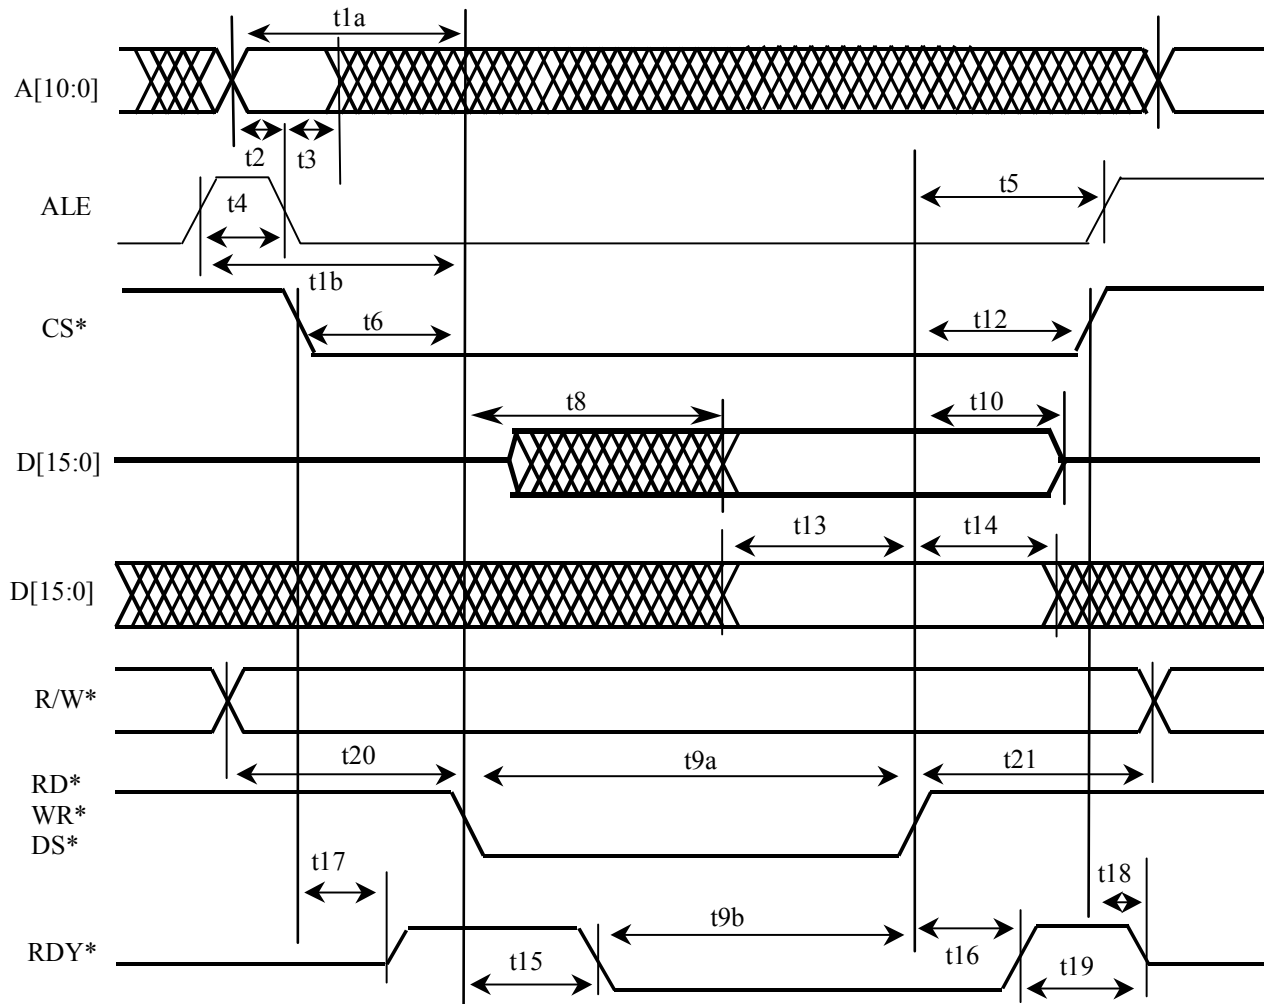 t1a
A[10:0]
t2 t3
ALE
t4
t5
t1b
CS*
t6
t12
t8
t10
D[15:0]
t13
t14
D[15:0]
R/W*
t20
t9a
t21
RD*
WR*
DS*
t17
t18
t9b
RDY*
t15
t16
t19